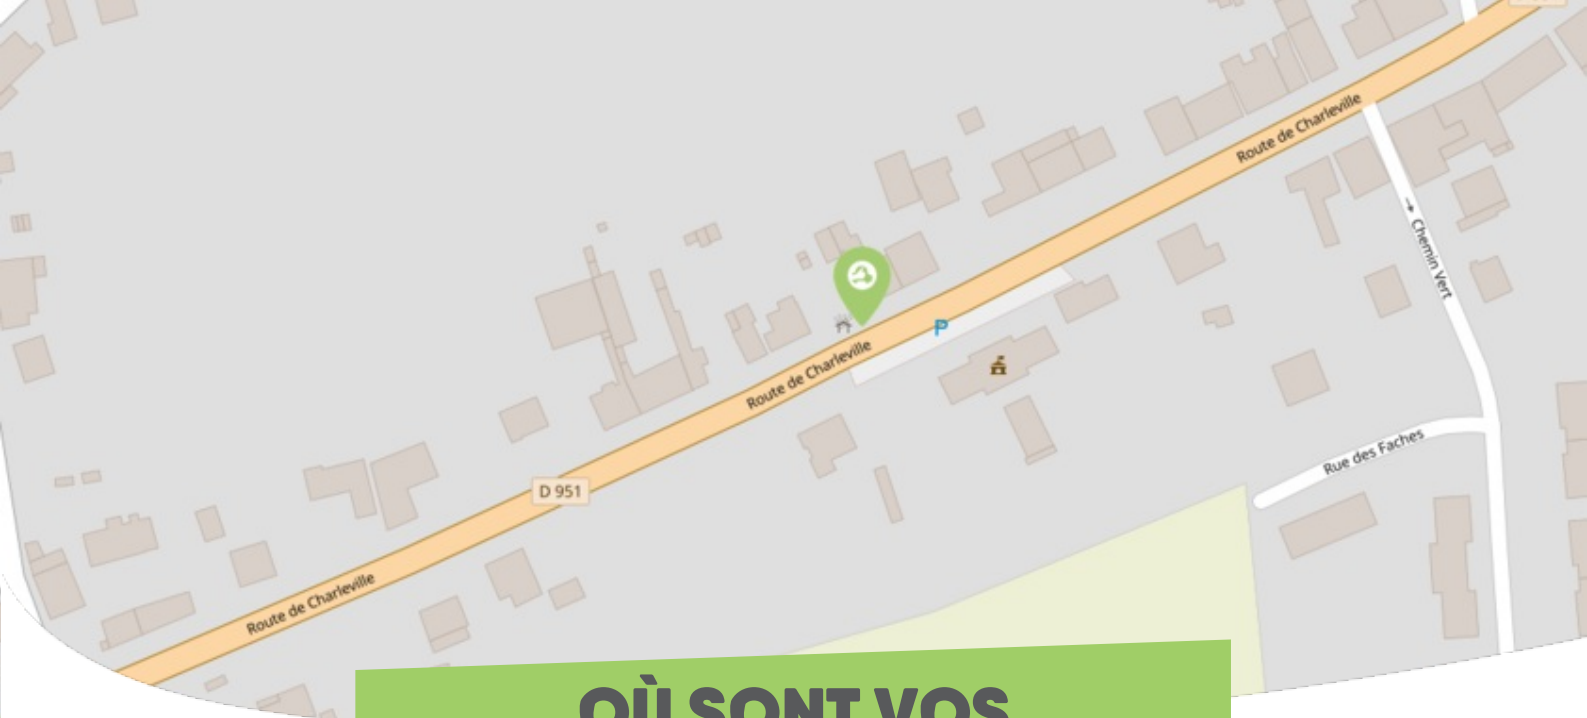 Route de Charleville
→ Chemin Vert
P
Route de Charleville
Rue des Faches
D 951
Route de Charleville
OÙ SONT VOS